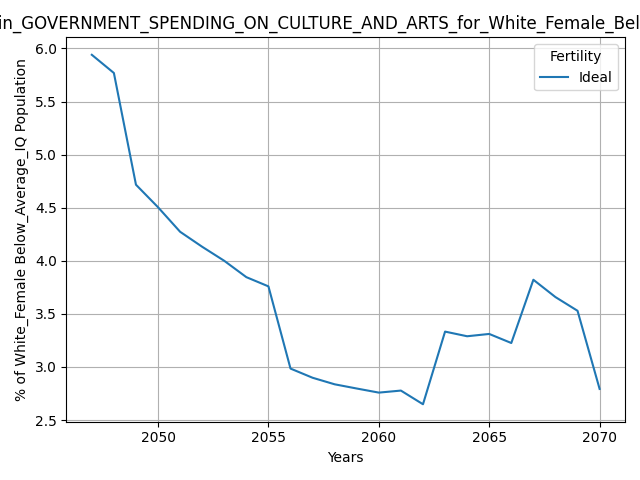 in_GOVERNMENT_SPENDING_ON_CULTURE_AND_ARTS_for_White_Female_Bel
Fertility
Ideal
% of White_Female Below_Average_IQ Population
6.0
5.5
5.0
4.5
4.0
3.5
3.0
2.5
2050 2055 2060 2065 2070
Years